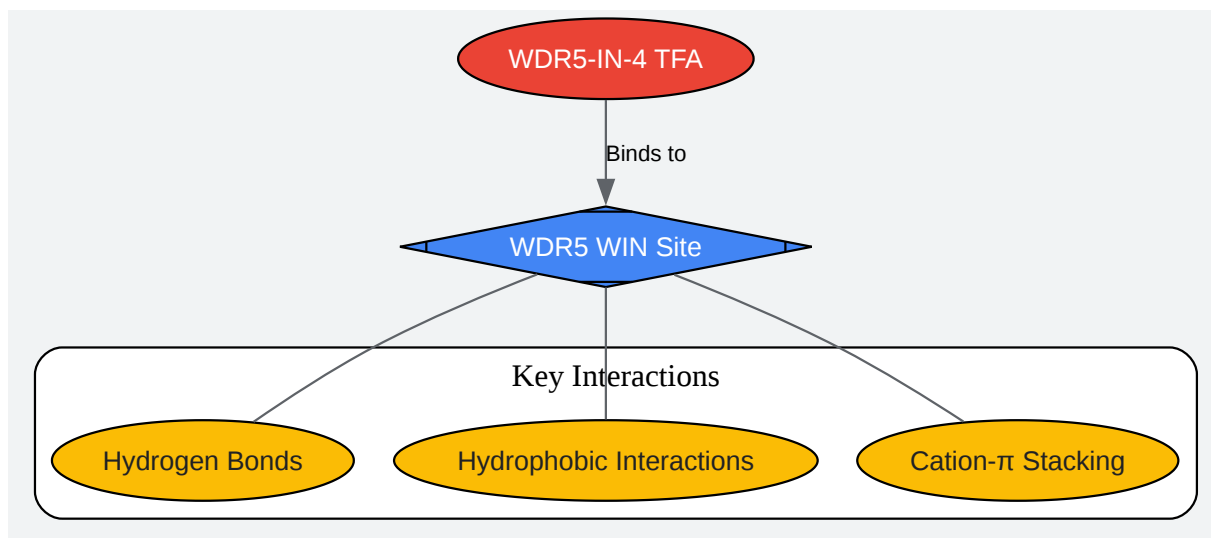 WDR5-IN-4 TFA
Binds to
WDR5 WIN Site
Key Interactions
Hydrogen Bonds
Hydrophobic Interactions
Cation-π Stacking